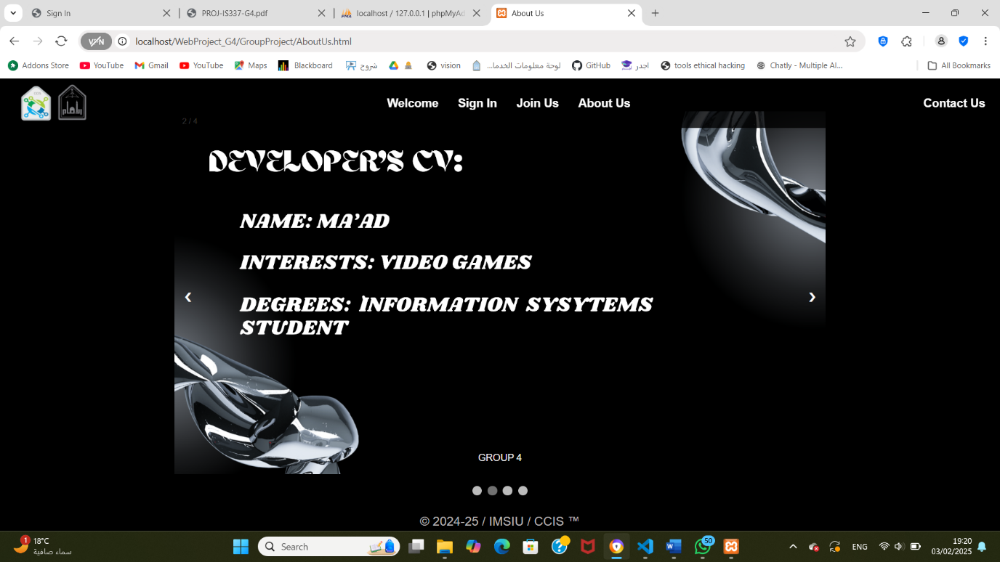 Sign In
PROJ-IS337-G4.pdf
localhost / 127.0.0.1 | phpMyAd
About Us
VPN
localhost/WebProject_G4/GroupProject/AboutUs.html
Addons Store
YouTube
Gmail
YouTube
Maps
Blackboard
شروح
vision
لوحة معلومات الخدما...
GitHub
اجدر
tools ethical hacking
Chatly - Multiple AI...
All Bookmarks
Welcome
Sign In
Join Us
About Us
Contact Us
2 / 4
DEVELOPER'S CV:
NAME: MA'AD
INTERESTS: VIDEO GAMES
DEGREES: INFORMATION SYSYTEMS
STUDENT
GROUP 4
© 2024-25 / IMSIU / CCIS ™
1
18°C
سماء صافية
Search
50
ENG
19:20
03/02/2025